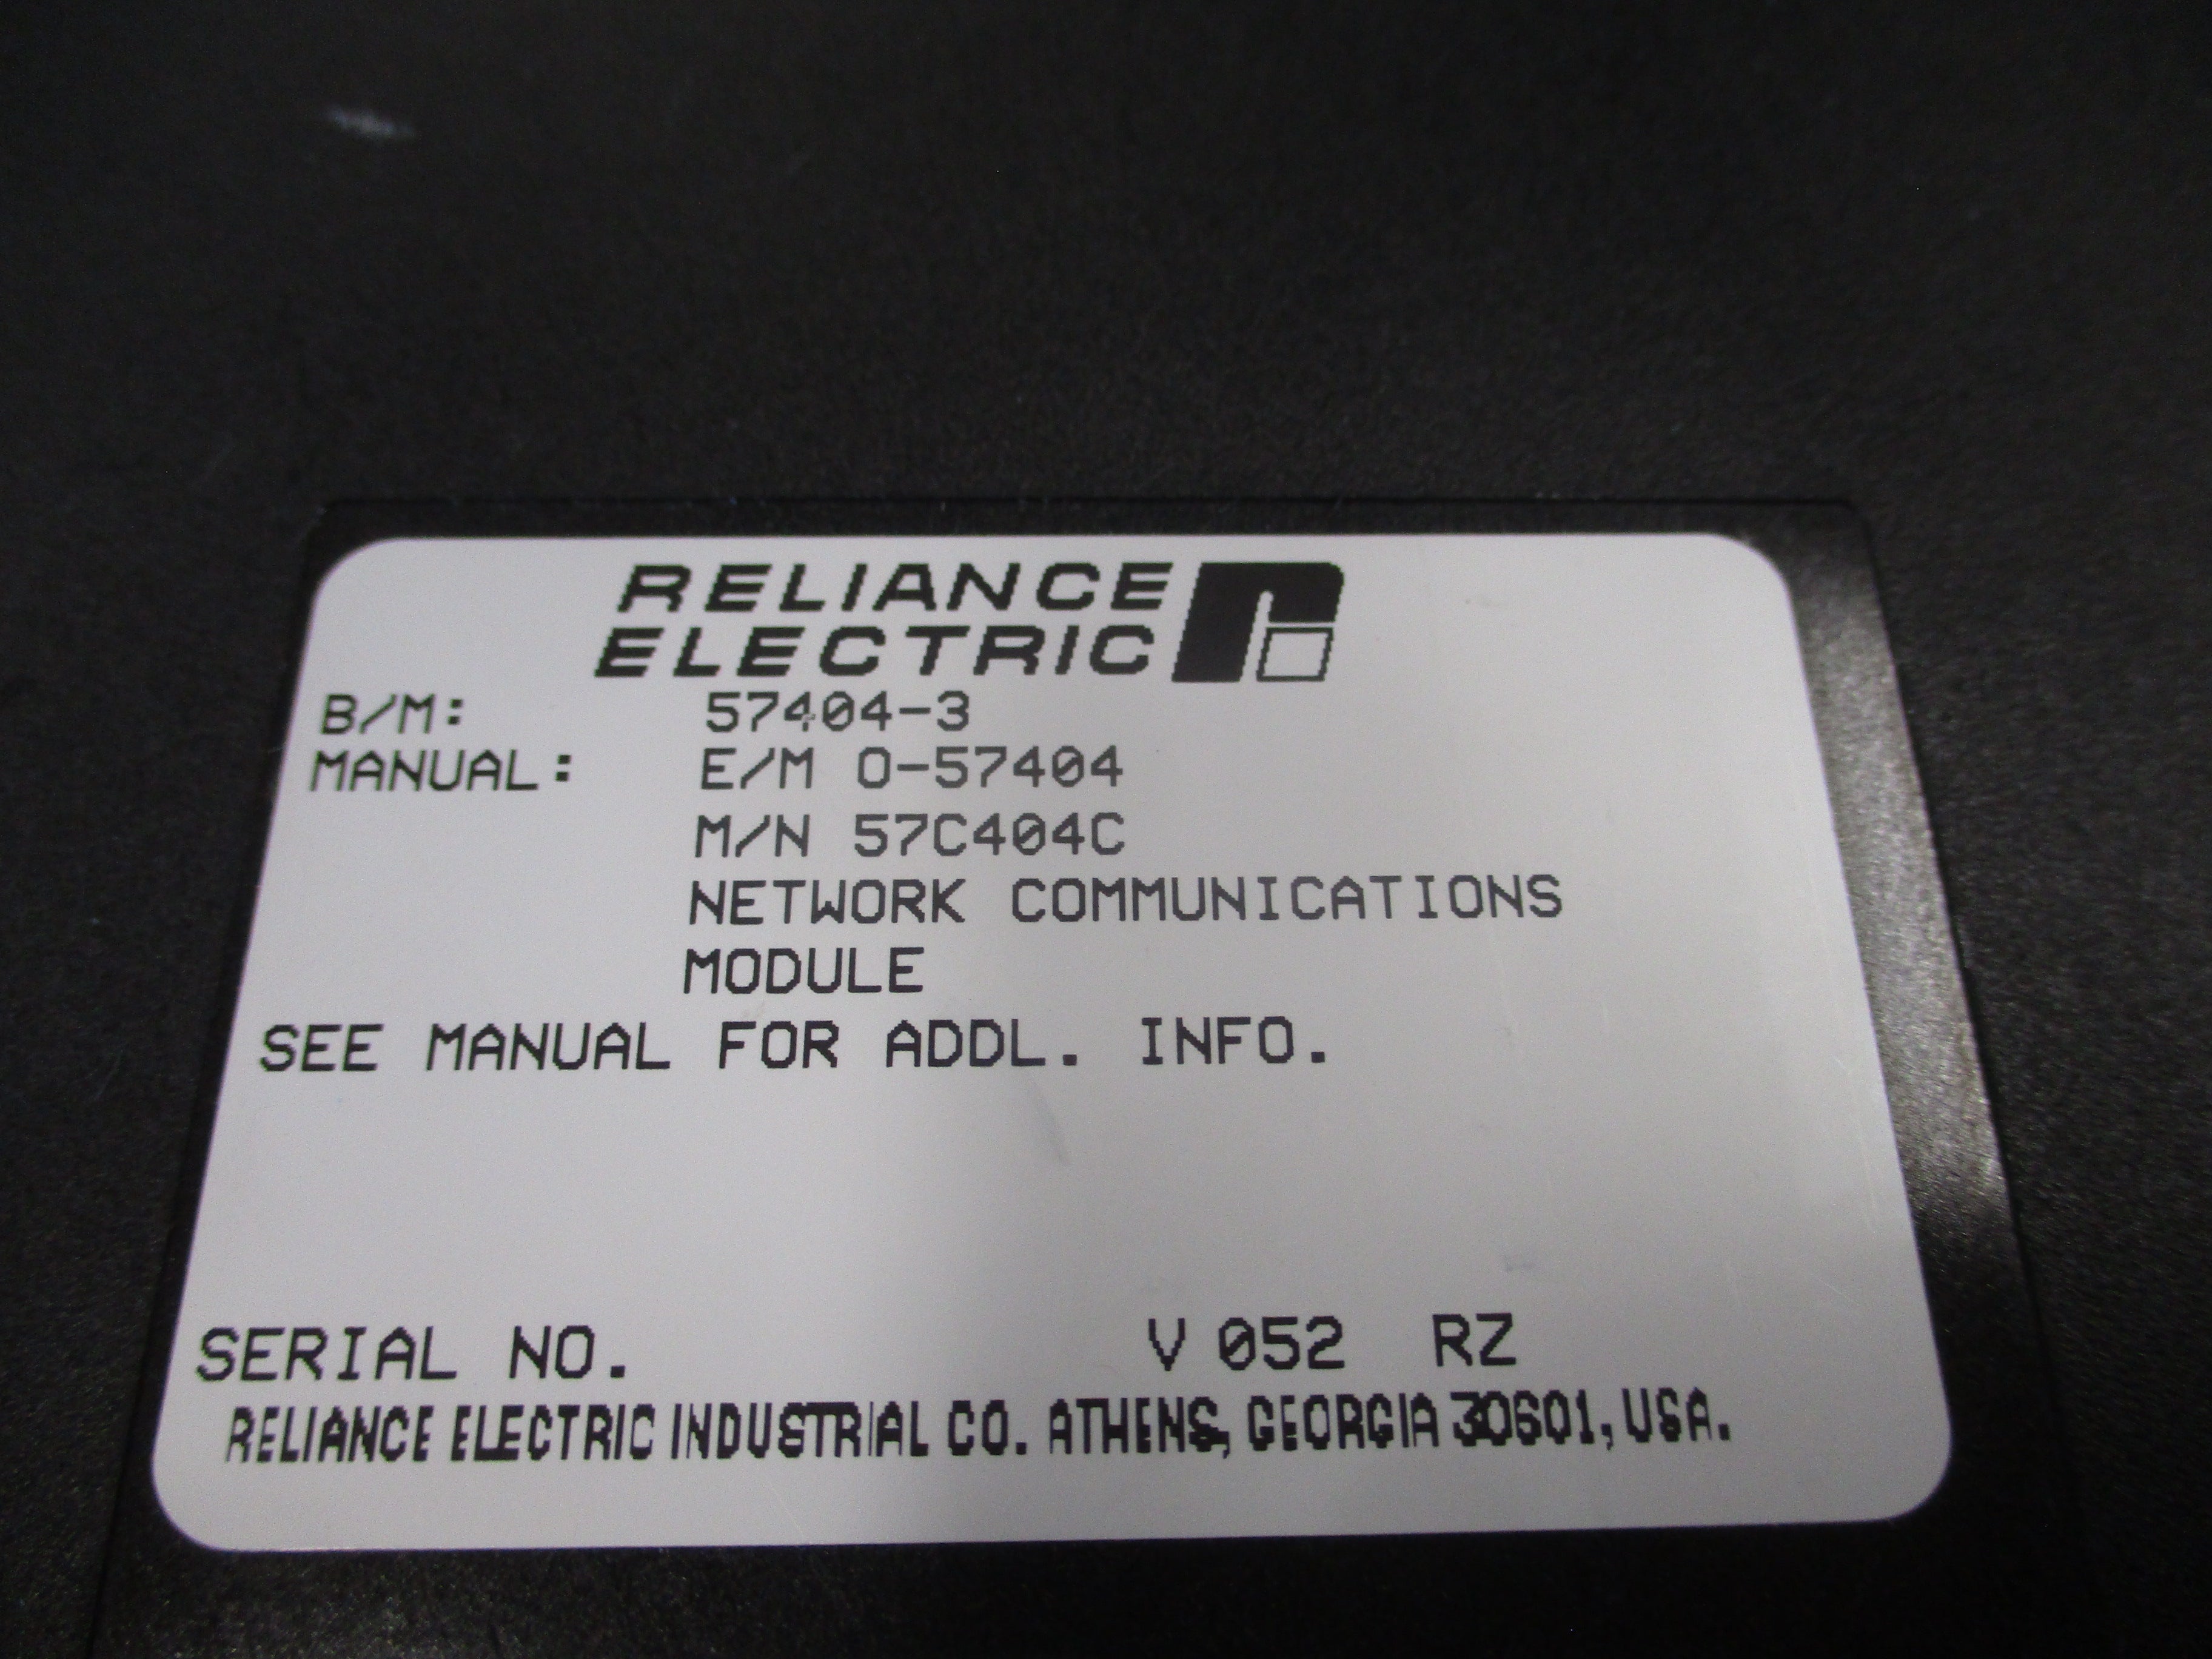 RELIANCE
ELECTRIC
B/M: 57404-3
MANUAL: E/M O-57404
M/N 57C404C
NETWORK COMMUNICATIONS
MODULE
SEE MANUAL FOR ADDL. INFO.
SERIAL NO. V 052 RZ
RELIANCE ELECTRIC INDUSTRIAL CO. ATHENS, GEORGIA 30601, USA.